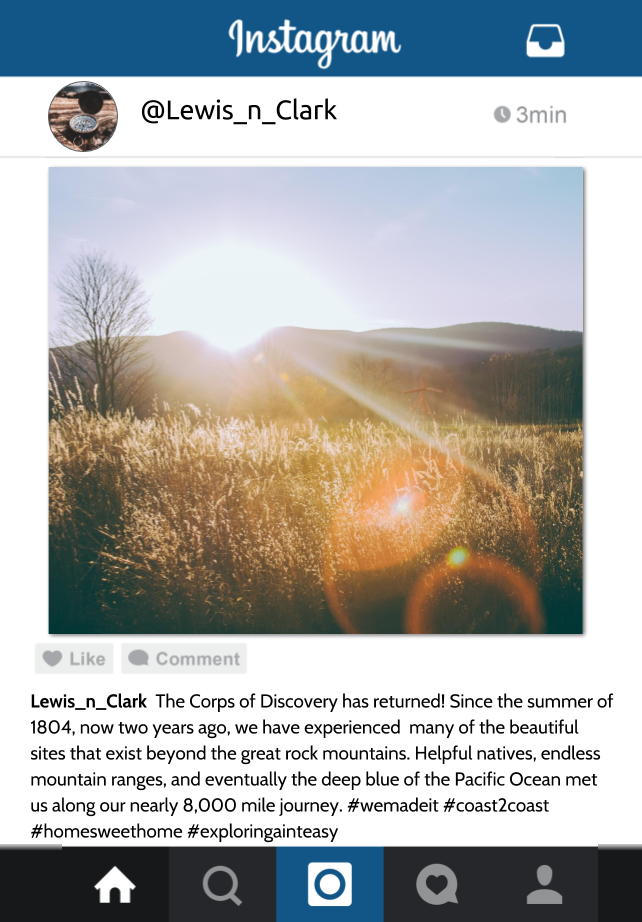 Instagram
@Lewis_n_Clark
3min
Like Comment
Lewis_n_Clark The Corps of Discovery has returned! Since the summer of
1804, now two years ago, we have experienced many of the beautiful
sites that exist beyond the great rock mountains. Helpful natives, endless
mountain ranges, and eventually the deep blue of the Pacific Ocean met
us along our nearly 8,000 mile journey. #wemadeit #coast2coast
#homesweethome #exploringainteasy